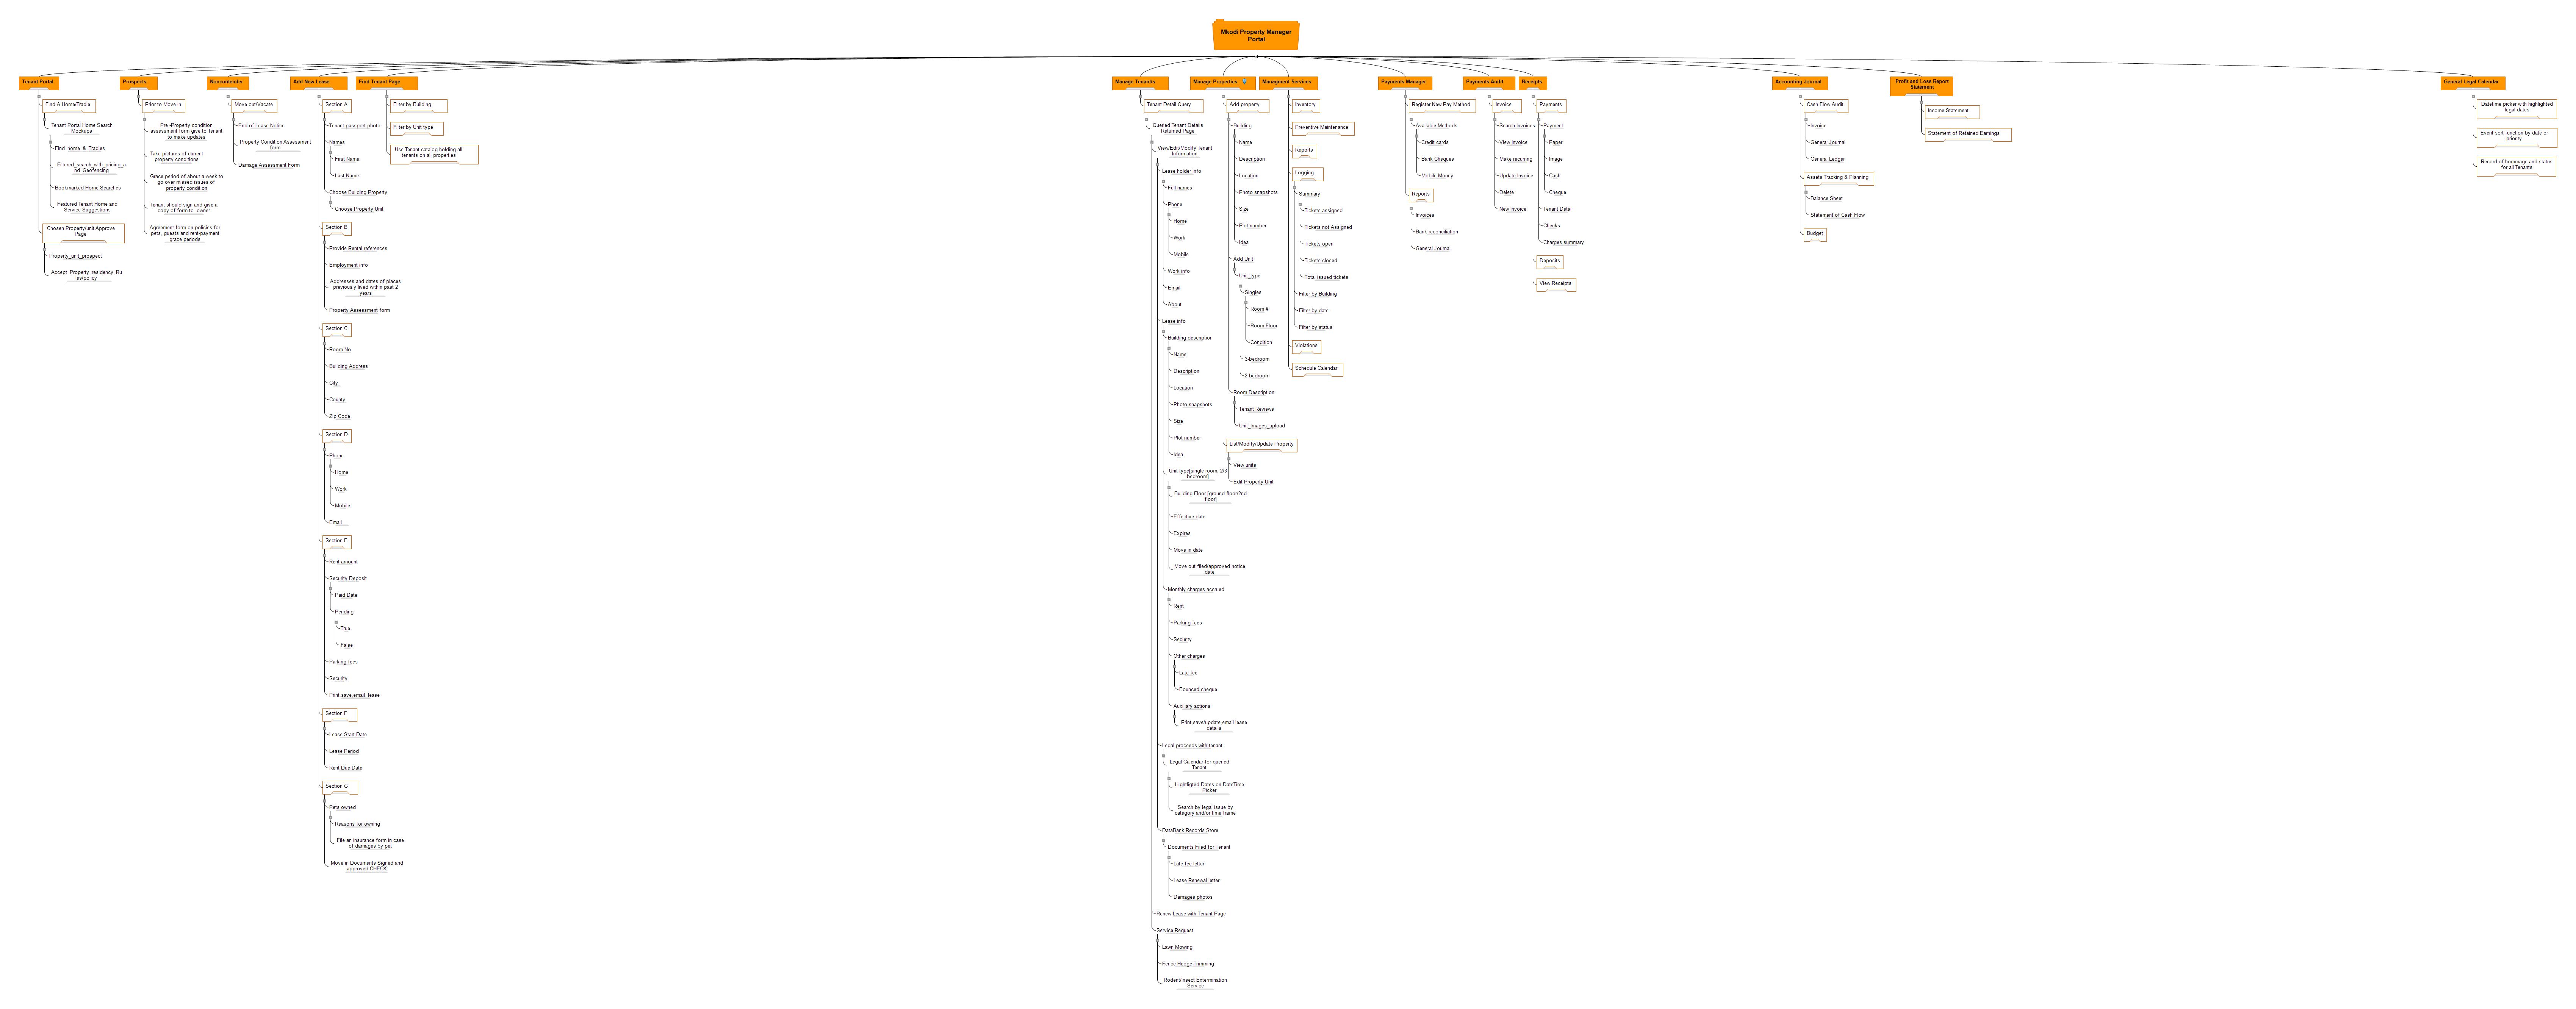 Mkodi Property Manager
Portal
Tenant Portal
Find A Home/Tradie
Tenant Portal Home Search
Mockups
Find_home_&_Tradies
Filtered_search_with_pricing_a
nd_Geofencing
Bookmarked Home Searches
Featured Tenant Home and
Service Suggestions
Chosen Property/unit Approve
Page
Property_unit_prospect
Accept_Property_residency_Ru
les/policy
Prospects
Prior to Move in
Pre -Property condition
assessment form give to Tenant
to make updates
Take pictures of current
property conditions
Grace period of about a week to
go over missed issues of
property condition
Tenant should sign and give a
copy of form to owner
Agreement form on policies for
pets, guests and rent-payment
grace periods
Noncontender
Move out/Vacate
End of Lease Notice
Property Condition Assessment
form
Damage Assessment Form
Add New Lease
Section A
Tenant passport photo
Names
First Name
Last Name
Choose Building Property
Choose Property Unit
Section B
Provide Rental references
Employment info
Addresses and dates of places
previously lived within past 2
years
Property Assessment form
Section C
Room No
Building Address
City
County
Zip Code
Section D
Phone
Home
Work
Mobile
Email
Section E
Rent amount
Security Deposit
Paid Date
Pending
True
False
Parking fees
Security
Print,save,email lease
Section F
Lease Start Date
Lease Period
Rent Due Date
Section G
Pets owned
Reasons for owning
File an insurance form in case
of damages by pet
Move in Documents Signed and
approved CHECK
Find Tenant Page
Filter by Building
Filter by Unit type
Use Tenant catalog holding all
tenants on all properties
Manage Tenants
Tenant Detail Query
Queried Tenant Details
Returned Page
View/Edit/Modify Tenant
Information
Lease holder info
Full names
Phone
Home
Work
Mobile
Work info
Email
About
Lease info
Building description
Name
Description
Location
Photo snapshots
Size
Plot number
Idea
Unit type[single room, 2/3
bedroom]
Building Floor [ground floor/2nd
floor]
Effective date
Expires
Move in date
Move out filed/approved notice
date
Monthly charges accrued
Rent
Parking fees
Security
Other charges
Late fee
Bounced cheque
Auxiliary actions
Print,save/update,email lease
details
Legal proceeds with tenant
Legal Calendar for queried
Tenant
Hightligted Dates on DateTime
Picker
Search by legal issue by
category and/or time frame
DataBank Records Store
Documents Filed for Tenant
Late-fee-letter
Lease Renewal letter
Damages photos
Renew Lease with Tenant Page
Service Request
Lawn Mowing
Fence Hedge Trimming
Rodent/insect Extermination
Service
Manage Properties
Add property
Building
Name
Description
Location
Photo snapshots
Size
Plot number
Idea
Add Unit
Unit_type
Singles
Room #
Room Floor
Condition
3-bedroom
2-bedroom
Room Description
Tenant Reviews
Unit_Images_upload
List/Modify/Update Property
View units
Edit Property Unit
Managment Services
Inventory
Preventive Maintenance
Reports
Logging
Summary
Tickets assigned
Tickets not Assigned
Tickets open
Tickets closed
Total issued tickets
Filter by Building
Filter by date
Filter by status
Violations
Schedule Calendar
Payments Manager
Register New Pay Method
Available Methods
Credit cards
Bank Cheques
Mobile Money
Reports
Invoices
Bank reconciliation
General Journal
Payments Audit
Invoice
Search Invoices
View Invoice
Make recurring
Update Invoice
Delete
New Invoice
Receipts
Payments
Payment
Paper
Image
Cash
Cheque
Tenant Detail
Checks
Charges summary
Deposits
View Receipts
Accounting Journal
Cash Flow Audit
Invoice
General Journal
General Ledger
Assets Tracking & Planning
Balance Sheet
Statement of Cash Flow
Budget
Profit and Loss Report
Statement
Income Statement
Statement of Retained Earnings
General Legal Calendar
Datetime picker with highlighted
legal dates
Event sort function by date or
priority
Record of hommage and status
for all Tenants